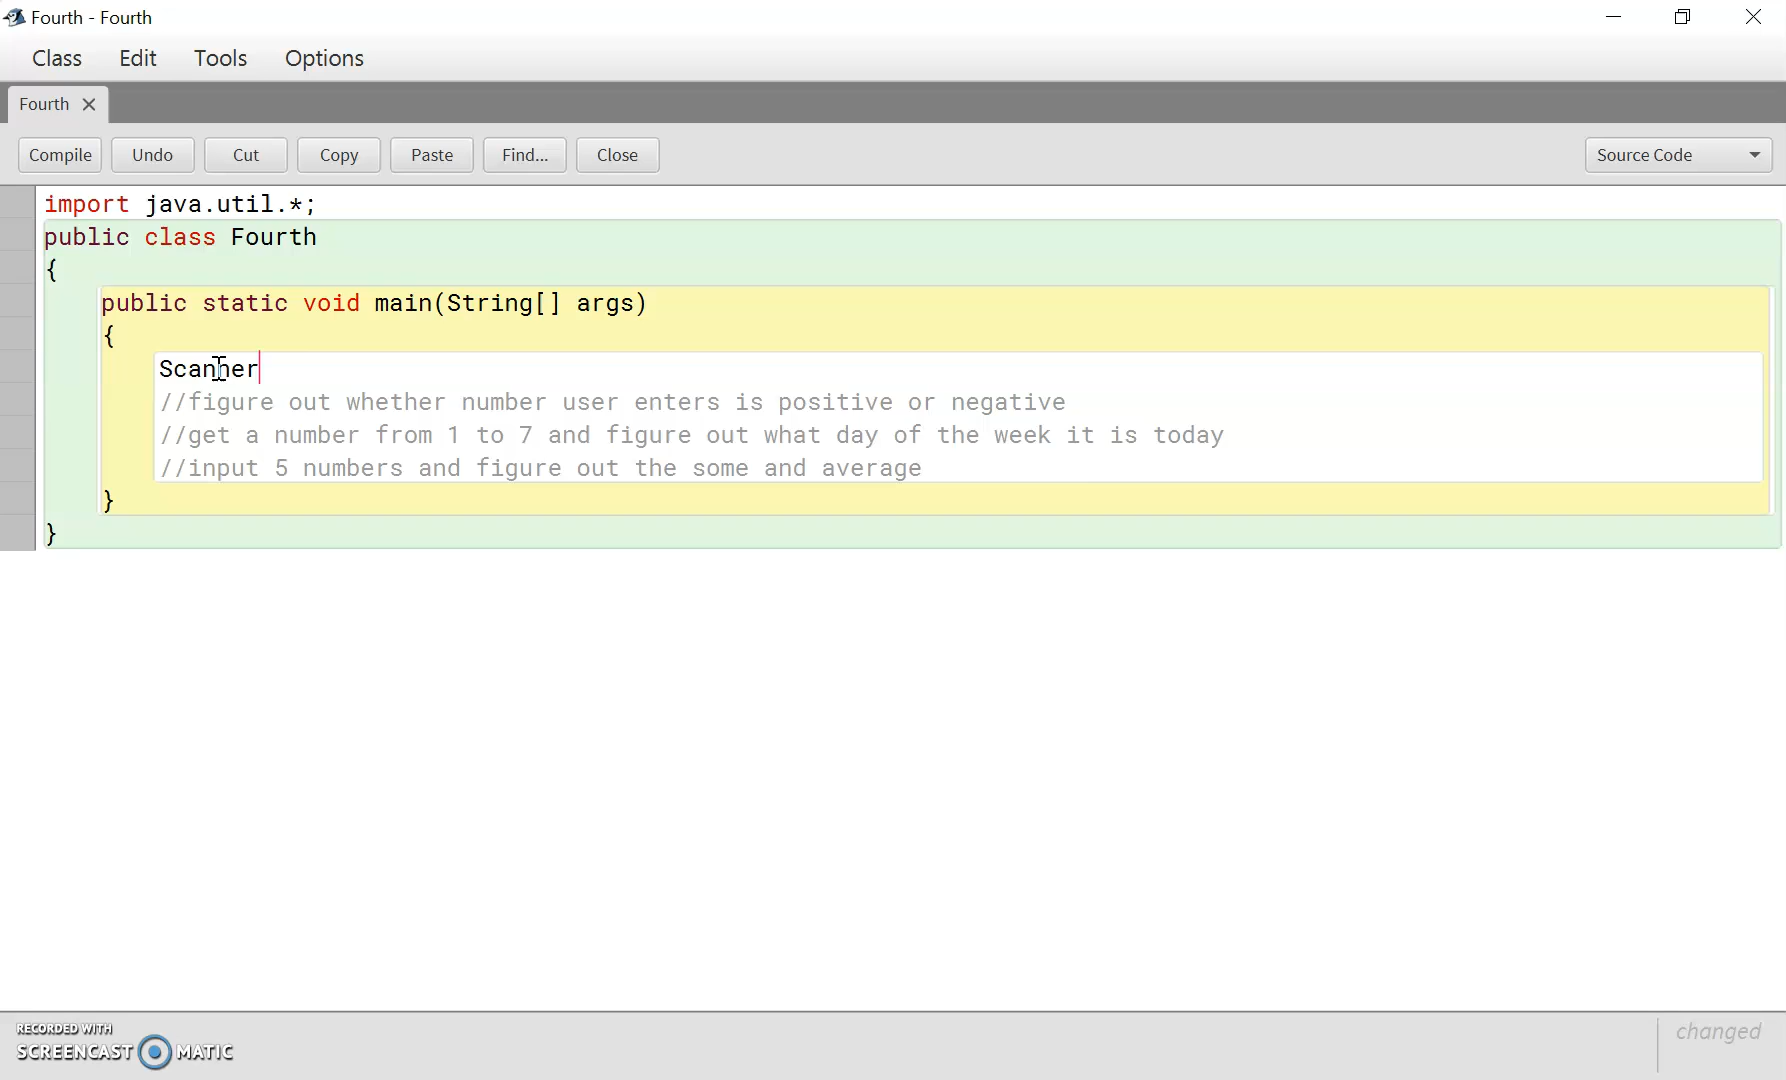 Fourth - Fourth
Class Edit Tools Options
Fourth
Compile Undo Cut Copy Paste Find... Close Source Code
import java.util.*;
public class Fourth
{
public static void main(String[] args)
{
Scanner
//figure out whether number user enters is positive or negative
//get a number from 1 to 7 and figure out what day of the week it is today
//input 5 numbers and figure out the some and average
}
}
RECORDED WITH
SCREENCAST MATIC
changed